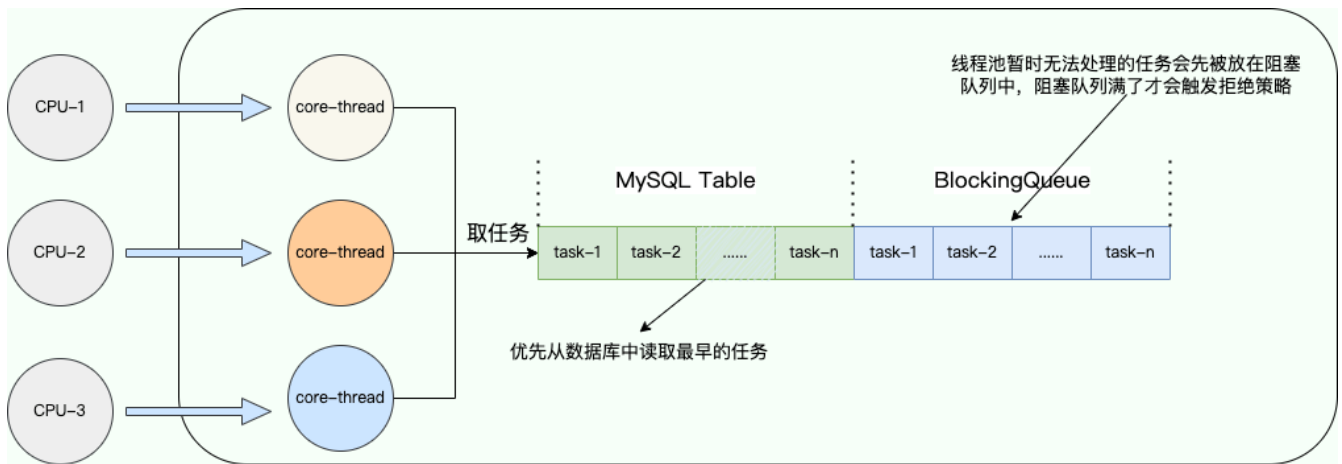 线程池暂时无法处理的任务会先被放在阻塞
队列中，阻塞队列满了才会触发拒绝策略
CPU-1
core-thread
MySQL Table
BlockingQueue
CPU-2
core-thread
取任务
task-1
task-2
......
task-n
task-1
task-2
......
task-n
优先从数据库中读取最早的任务
CPU-3
core-thread